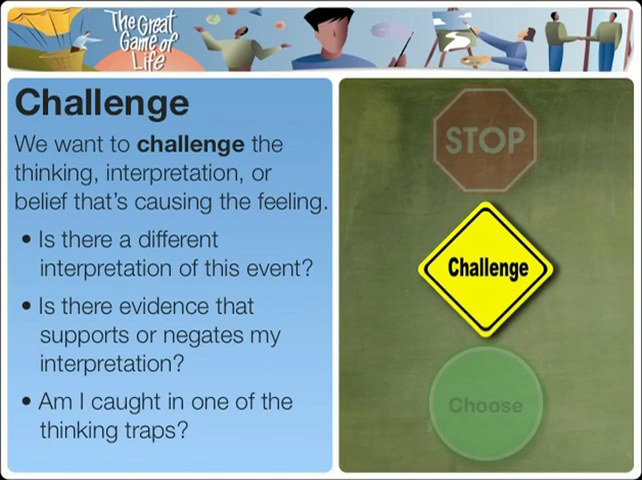 The Great
Game of
Life
Challenge
We want to challenge the
thinking, interpretation, or
belief that's causing the feeling.
• Is there a different
interpretation of this event?
• Is there evidence that
supports or negates my
interpretation?
• Am I caught in one of the
thinking traps?
STOP
Challenge
Choose